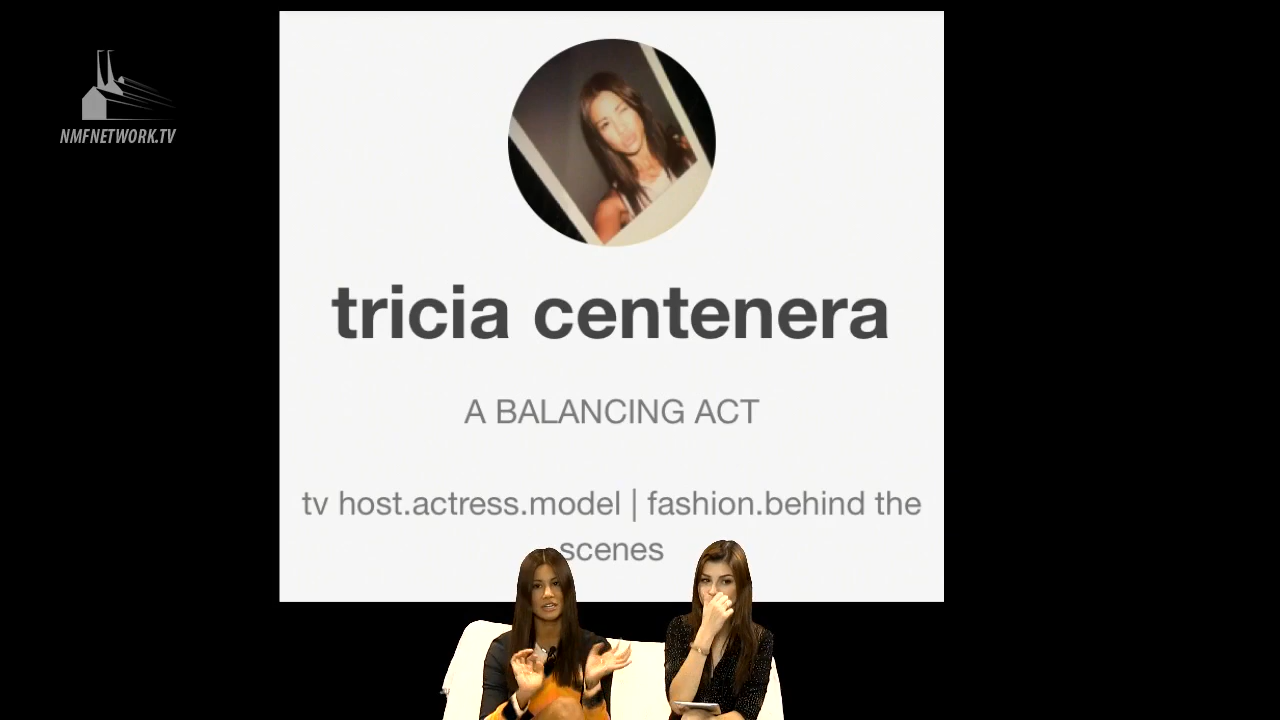 NMFNETWORK.TV
tricia centenera
A BALANCING ACT
tv host.actress.model | fashion.behind the
scenes